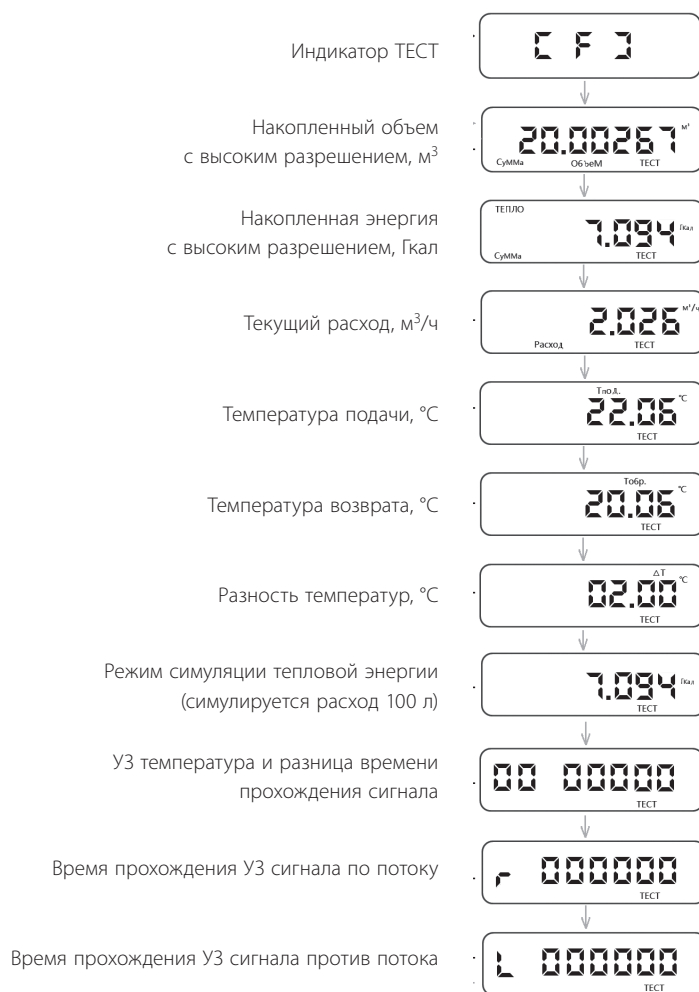 Индикатор ТЕСТ
[ F ]
Накопленный объем
с высоким разрешением, м³
20.00267 м³
Сумма Объем ТЕСТ
Накопленная энергия
с высоким разрешением, Гкал
ТЕПЛО
7.094 Гкал
Сумма ТЕСТ
Текущий расход, м³/ч
2.026 м³/ч
Расход ТЕСТ
Температура подачи, °C
Тпод.
22.06 °C
ТЕСТ
Температура возврата, °C
Тобр.
20.06 °C
ТЕСТ
Разность температур, °C
△T
02.00 °C
ТЕСТ
Режим симуляции тепловой энергии
(симулируется расход 100 л)
7.094 Гкал
ТЕСТ
УЗ температура и разница времени
прохождения сигнала
00 00000
ТЕСТ
Время прохождения УЗ сигнала по потоку
r 000000
ТЕСТ
Время прохождения УЗ сигнала против потока
L 000000
ТЕСТ